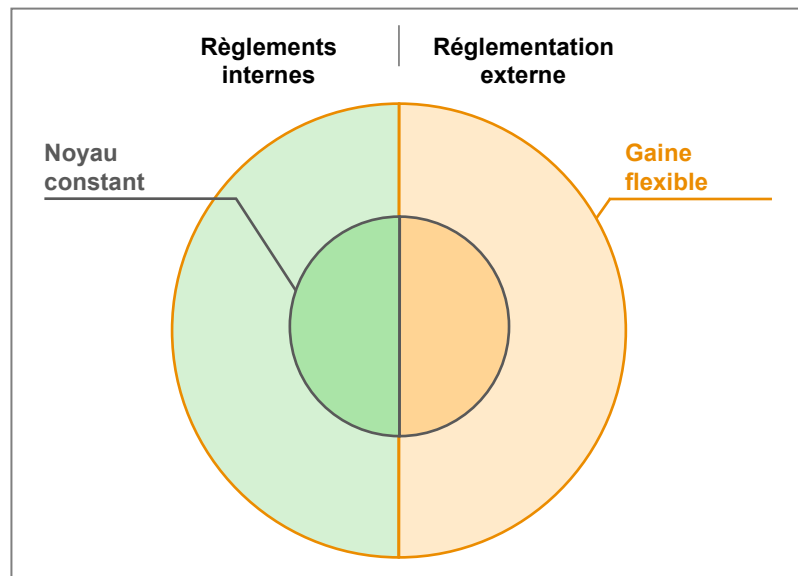 Règlements
internes
Réglementation
externe
Noyau
constant
Gaine
flexible